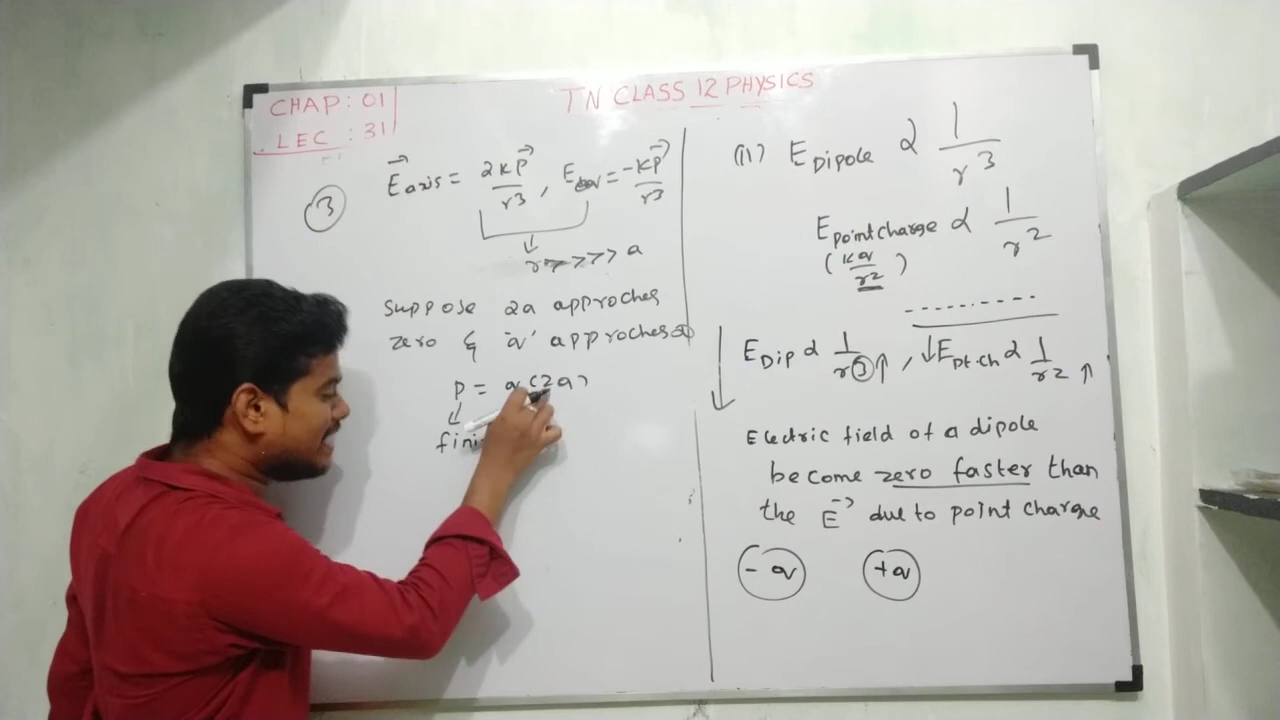 CHAP: 01
LEC : 31
TN CLASS 12 PHYSICS
③ E⃗axis = 2kp⃗/r3 , E = -kp⃗/r3
r>>>> a
suppose 2a approches
zero & 'q' approches ∞
P = q(2a)
↓
fini
(ii) EDipole ∝ 1/r3
Epointcharge ∝ 1/r2
(kq/r2)
EDip ∝ 1/r③ ↑ , ↓EPt.ch ∝ 1/r2 ↑
Electric field of a dipole
become zero faster than
the E⃗ due to point charge
-q +q